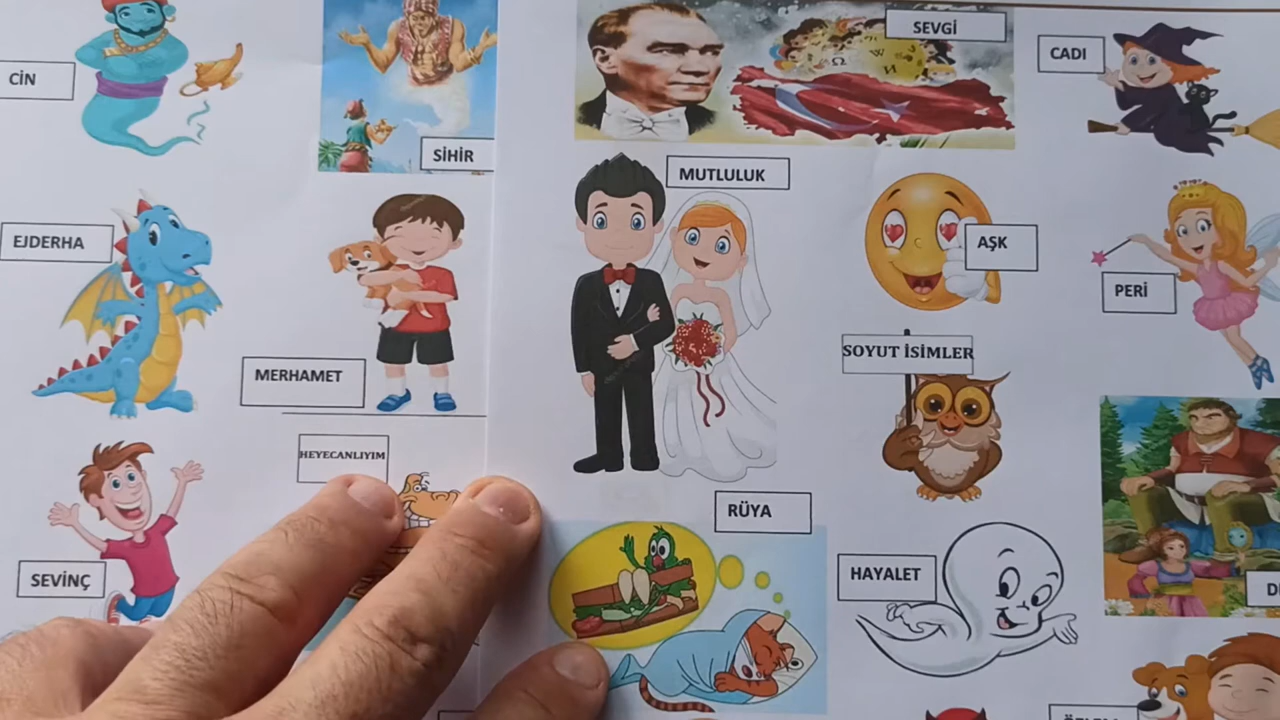 CİN
SİHİR
SEVGİ
CADI
MUTLULUK
AŞK
PERİ
EJDERHA
MERHAMET
SOYUT İSİMLER
HEYECANLIYIM
RÜYA
SEVİNÇ
HAYALET